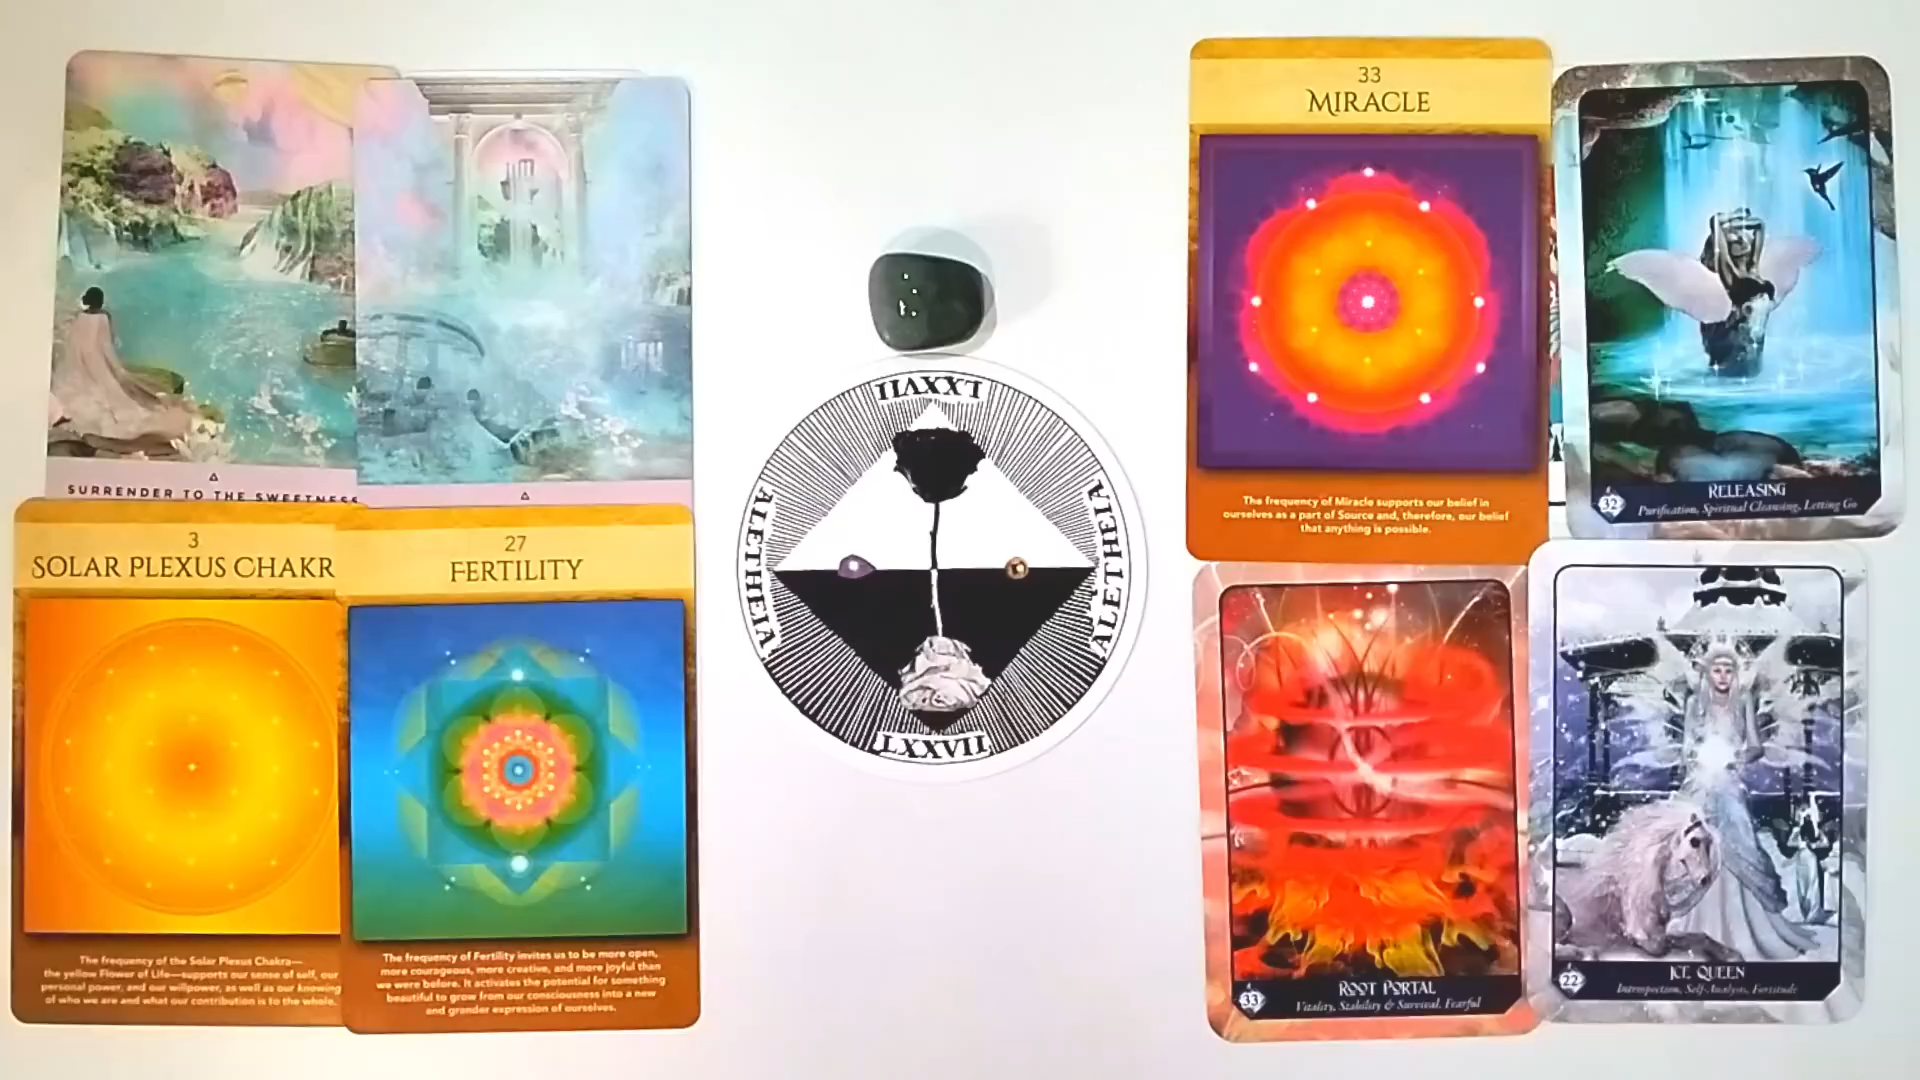 SURRENDER TO THE SWEETNESS
3
SOLAR PLEXUS CHAKR
The frequency of the Solar Plexus Chakra—
the yellow Flower of Life—supports our sense of self, our
personal power, and our willpower, as well as our knowing
of who we are and what our contribution is to the whole.
27
FERTILITY
The frequency of Fertility invites us to be more open,
more courageous, more creative, and more joyful than
we were before. It activates the potential for something
beautiful to grow from our consciousness into a new
and grander expression of ourselves.
LXXVII
ALETHEIA
ALETHEIA
LXXVII
33
MIRACLE
The frequency of Miracle supports our belief in
ourselves as a part of Source and, therefore, our belief
that anything is possible.
32
RELEASING
Purification, Spiritual Cleansing, Letting Go
33
ROOT PORTAL
Vitality, Stability & Survival, Fearful
22
ICE QUEEN
Introspection, Self-Analysis, Fortitude